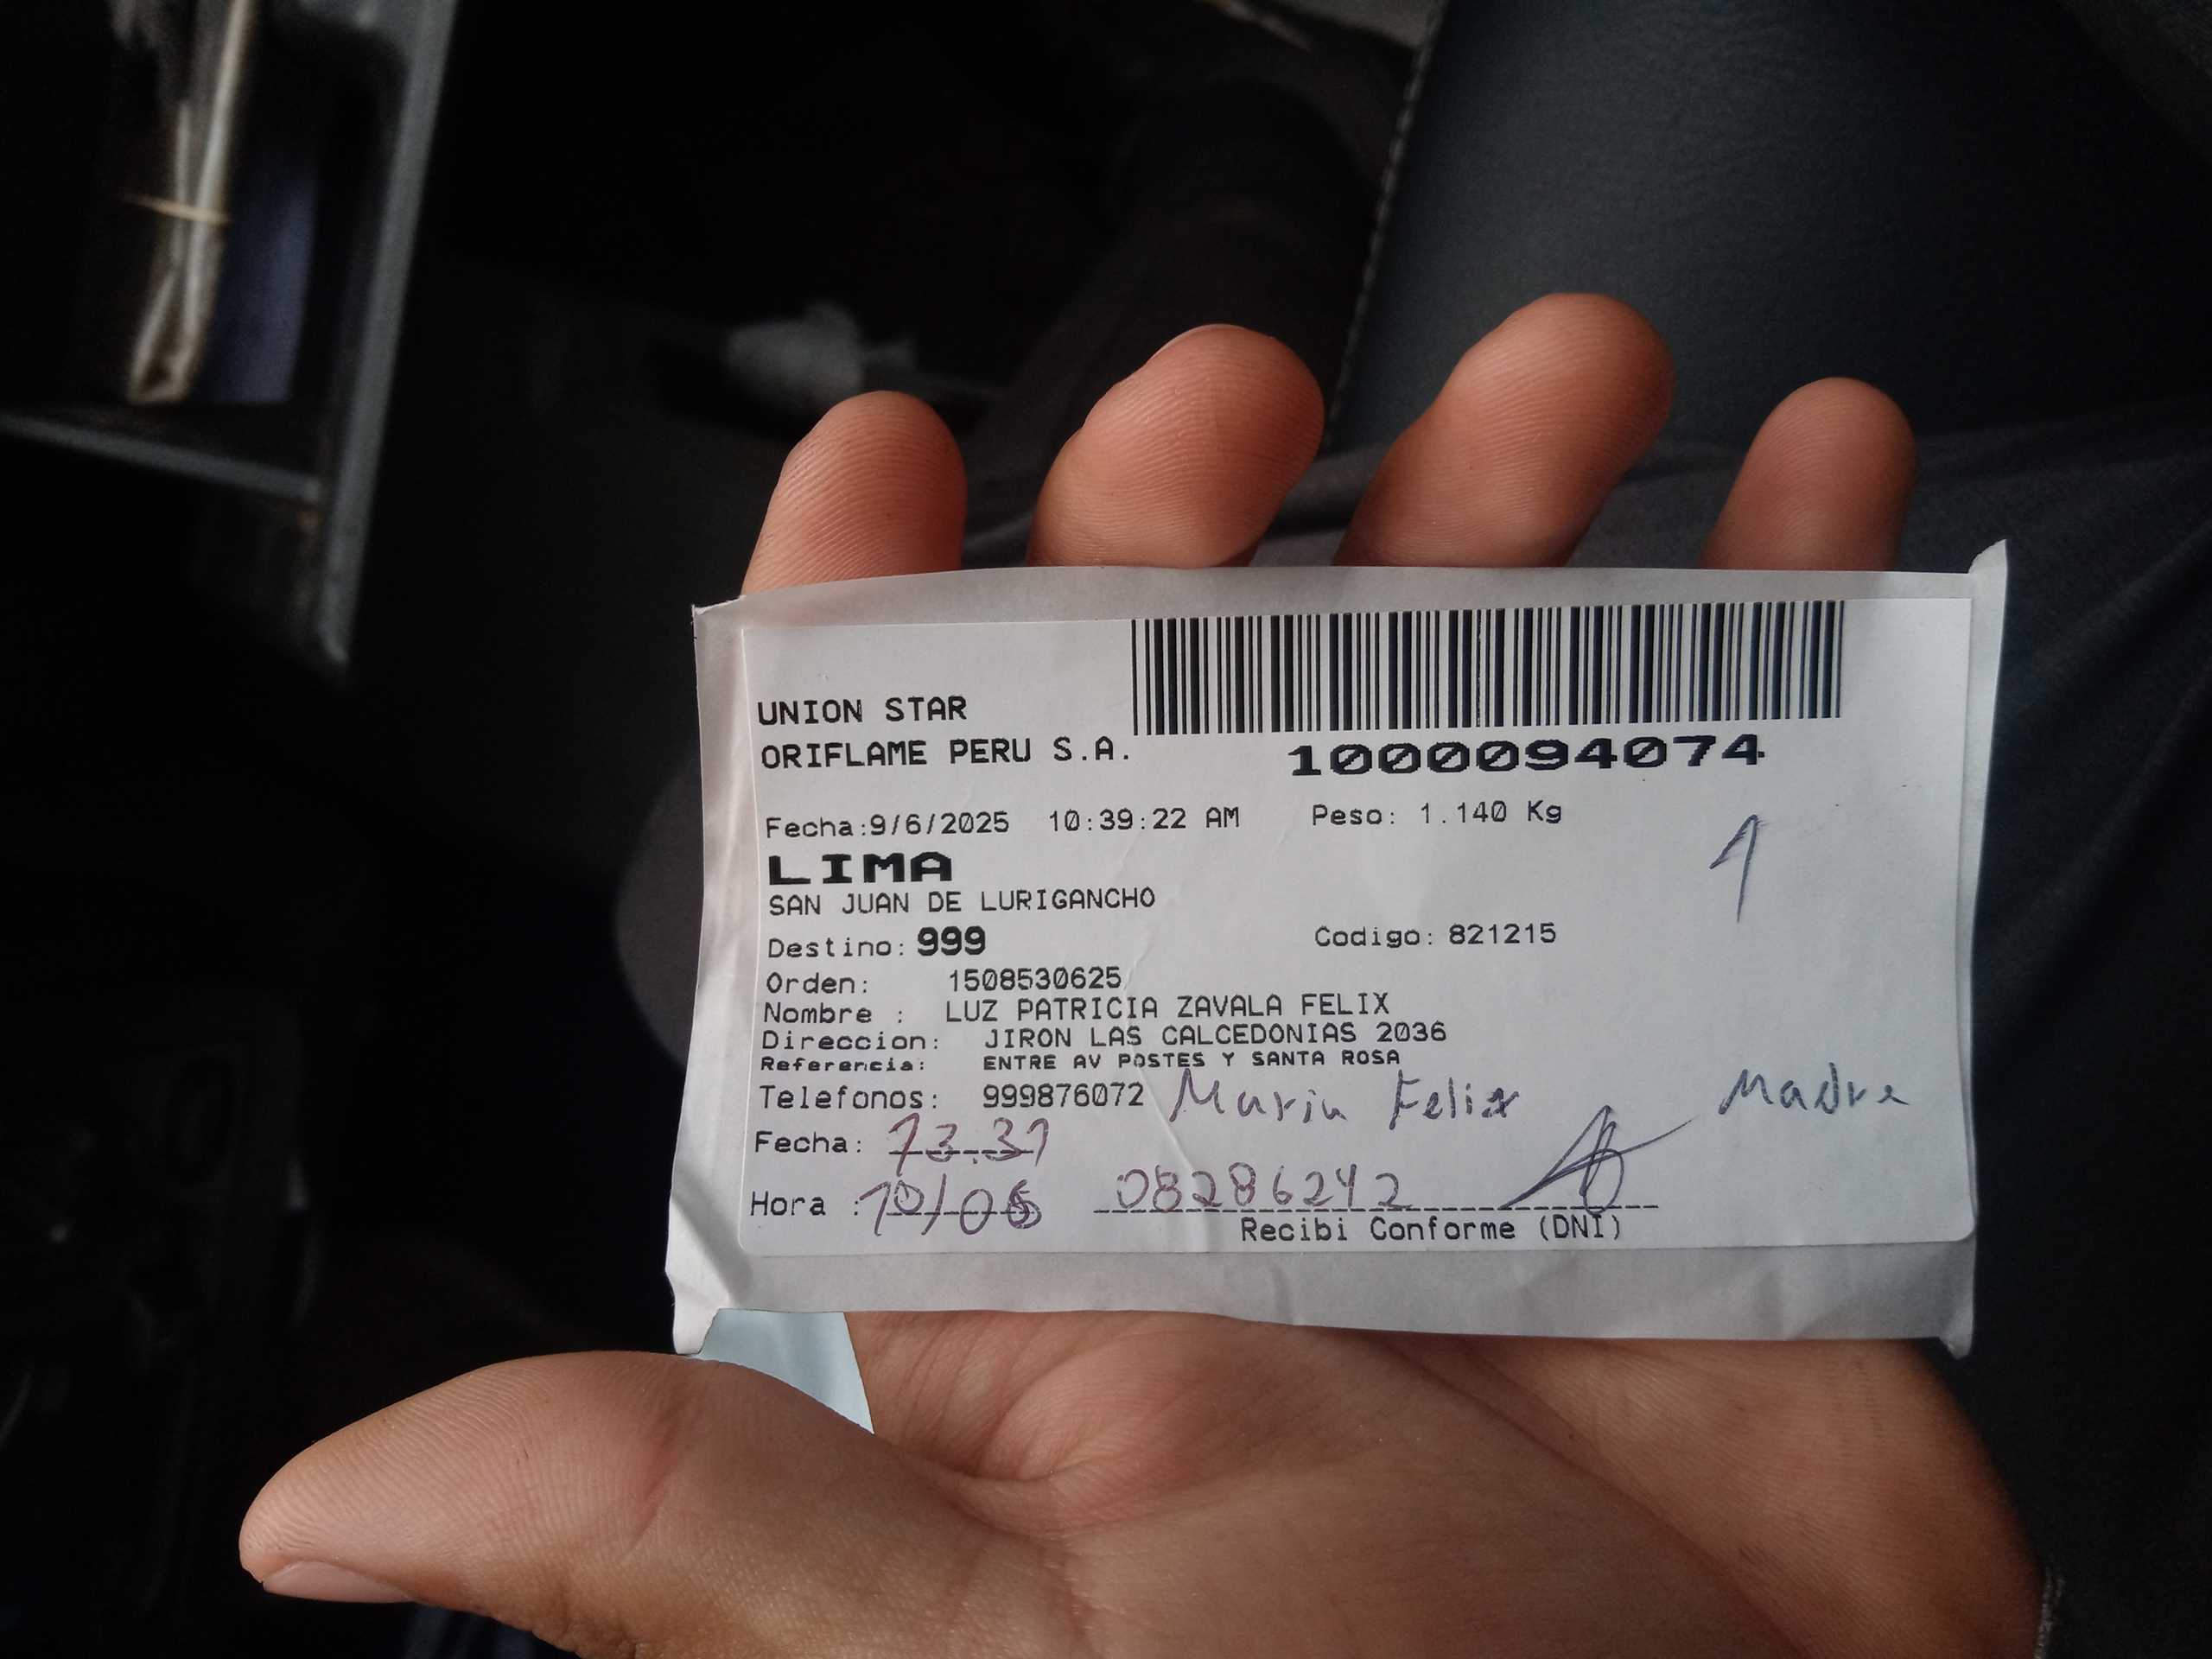 UNION STAR
ORIFLAME PERU S.A.
1000094074
Fecha:9/6/2025 10:39:22 AM Peso: 1.140 Kg
LIMA
1
SAN JUAN DE LURIGANCHO
Destino: 999 Codigo: 821215
Orden: 1508530625
Nombre : LUZ PATRICIA ZAVALA FELIX
Direccion: JIRON LAS CALCEDONIAS 2036
Referencia: ENTRE AV POSTES Y SANTA ROSA
Telefonos: 999876072 Maria Felix Madre
Fecha: 13.31
Hora : 10/06 08286242
Recibi Conforme (DNI)